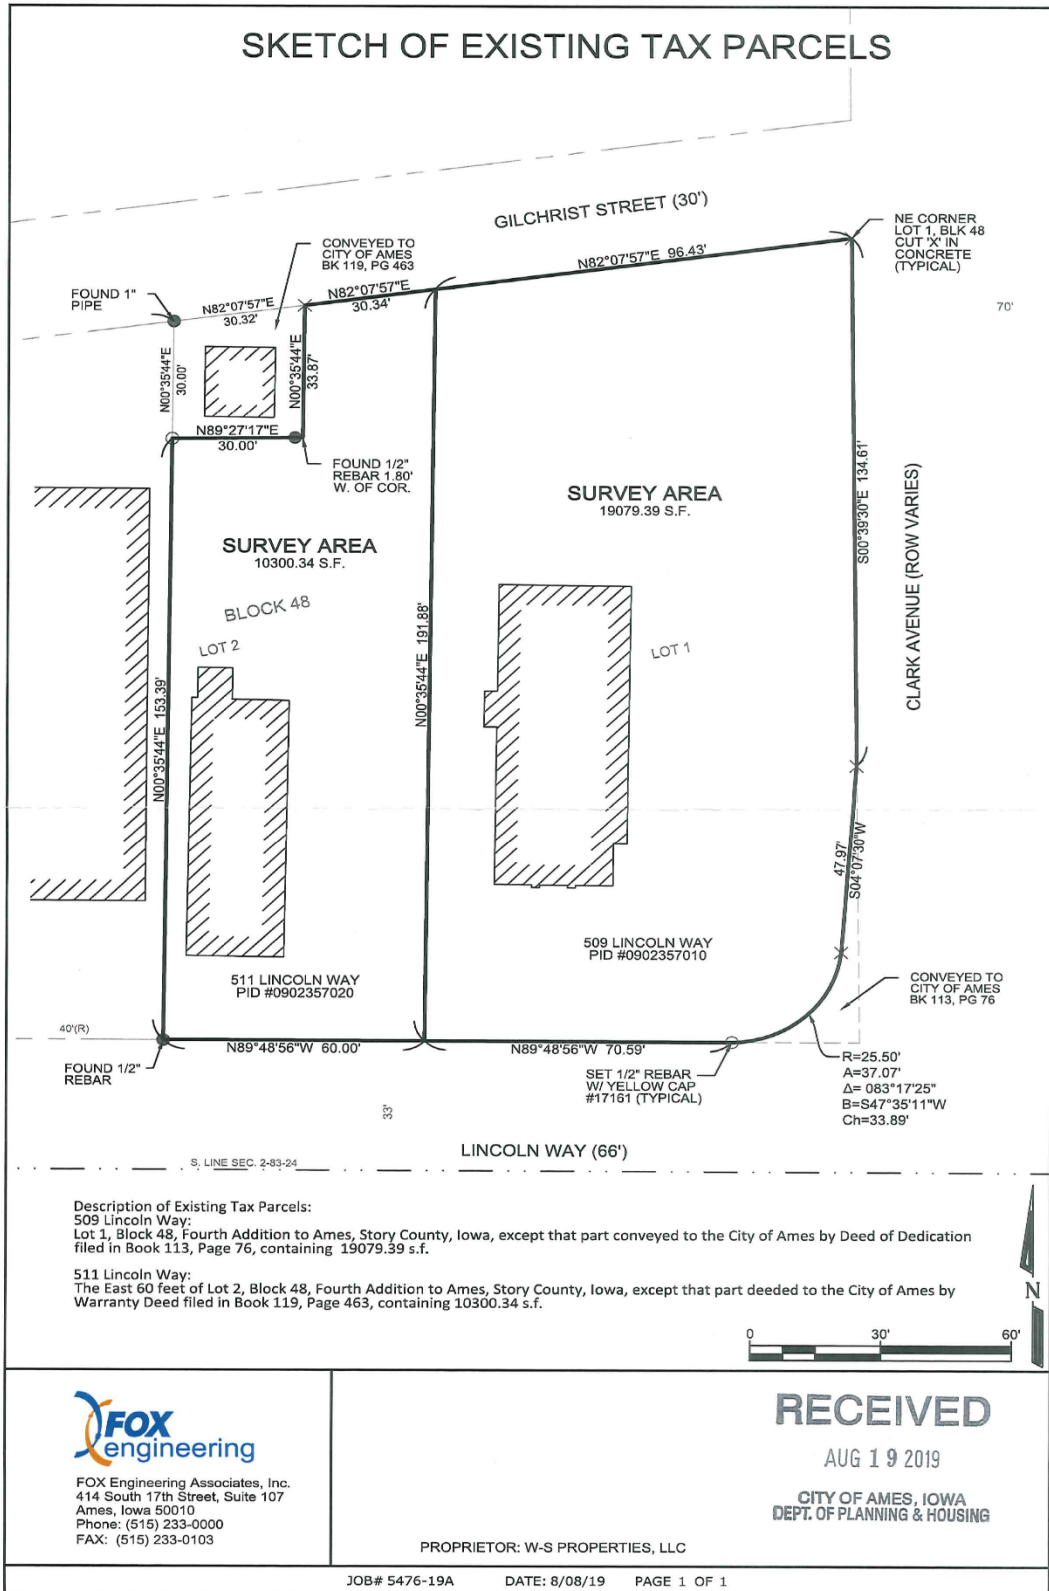 SKETCH OF EXISTING TAX PARCELS
GILCHRIST STREET (30')
NE CORNER
LOT 1, BLK 48
CUT 'X' IN
CONCRETE
(TYPICAL)
CONVEYED TO
CITY OF AMES
BK 119, PG 463
N82°07'57"E 96.43'
FOUND 1"
PIPE
N82°07'57"E
30.32'
N82°07'57"E
30.34'
70'
N00°35'44"E
30.00'
N00°35'44"E
33.87'
N89°27'17"E
30.00'
FOUND 1/2"
REBAR 1.80'
W. OF COR.
SURVEY AREA
19079.39 S.F.
S00°39'30"E 134.61'
CLARK AVENUE (ROW VARIES)
SURVEY AREA
10300.34 S.F.
BLOCK 48
LOT 2
LOT 1
N00°35'44"E 191.88'
N00°35'44"E 153.39'
47.97'
S04°07'30"W
509 LINCOLN WAY
PID #0902357010
511 LINCOLN WAY
PID #0902357020
CONVEYED TO
CITY OF AMES
BK 113, PG 76
40'(R)
N89°48'56"W 60.00'
N89°48'56"W 70.59'
FOUND 1/2"
REBAR
SET 1/2" REBAR
W/ YELLOW CAP
#17161 (TYPICAL)
R=25.50'
A=37.07'
Δ= 083°17'25"
B=S47°35'11"W
Ch=33.89'
33'
LINCOLN WAY (66')
S. LINE SEC. 2-83-24
Description of Existing Tax Parcels:
509 Lincoln Way:
Lot 1, Block 48, Fourth Addition to Ames, Story County, Iowa, except that part conveyed to the City of Ames by Deed of Dedication
filed in Book 113, Page 76, containing 19079.39 s.f.
511 Lincoln Way:
The East 60 feet of Lot 2, Block 48, Fourth Addition to Ames, Story County, Iowa, except that part deeded to the City of Ames by
Warranty Deed filed in Book 119, Page 463, containing 10300.34 s.f.
N
0 30' 60'
FOX
engineering
FOX Engineering Associates, Inc.
414 South 17th Street, Suite 107
Ames, Iowa 50010
Phone: (515) 233-0000
FAX: (515) 233-0103
RECEIVED
AUG 19 2019
CITY OF AMES, IOWA
DEPT. OF PLANNING & HOUSING
PROPRIETOR: W-S PROPERTIES, LLC
JOB# 5476-19A DATE: 8/08/19 PAGE 1 OF 1